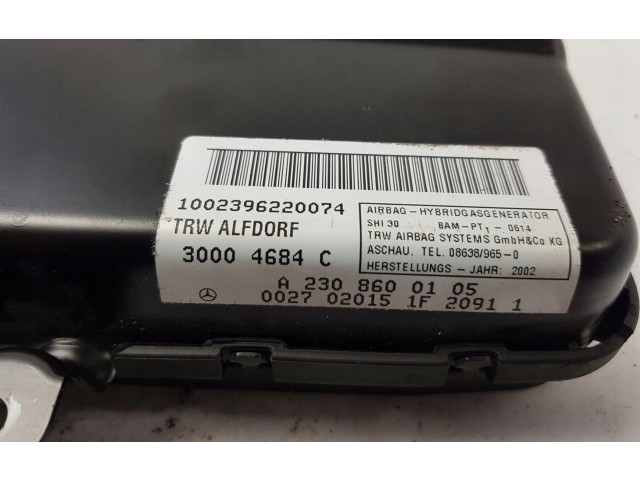 1002396220074
TRW ALFDORF
3000 4684 C
AIRBAG - HYBRIDGASGENERATOR
SHI 30 BAM-PT1-0614
TRW AIRBAG SYSTEMS GmbH&Co KG
ASCHAU, TEL. 08638/965-0
HERSTELLUNGS - JAHR: 2002
A 230 860 01 05
0027 02015 1F 2091 1